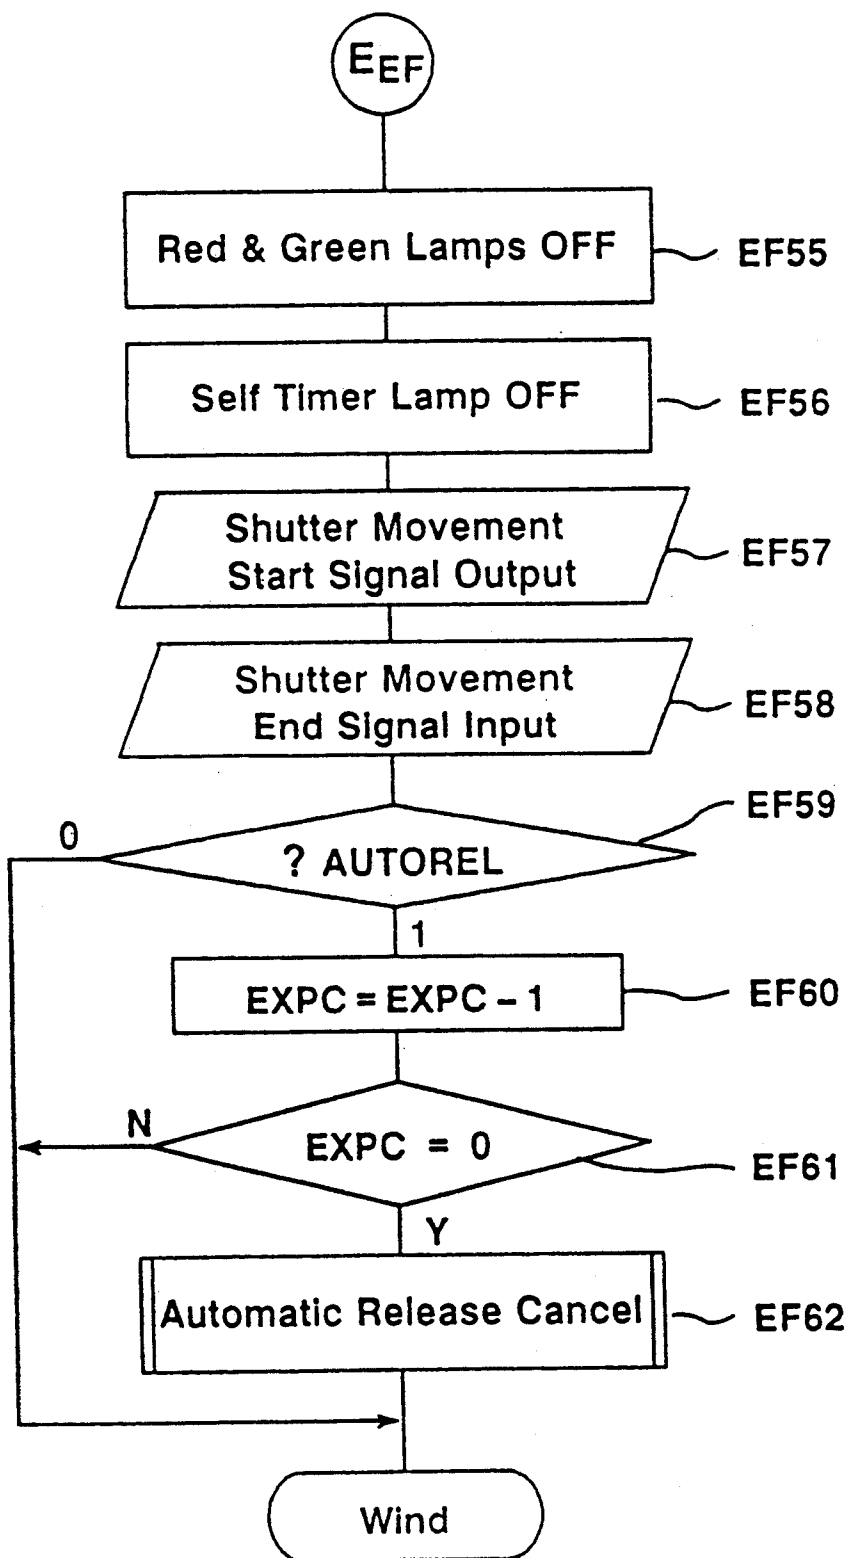 EEF
Red & Green Lamps OFF
EF55
Self Timer Lamp OFF
EF56
Shutter Movement
Start Signal Output
EF57
Shutter Movement
End Signal Input
EF58
EF59
0
? AUTOREL
1
EXPC = EXPC - 1
EF60
N
EXPC = 0
EF61
Y
Automatic Release Cancel
EF62
Wind